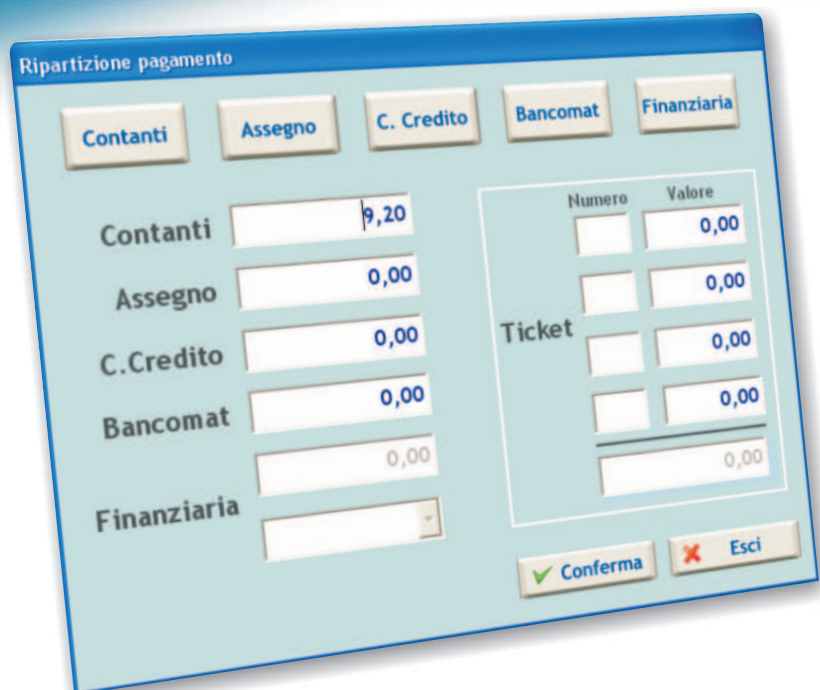 Ripartizione pagamento
Contanti Assegno C. Credito Bancomat Finanziaria
Contanti 9,20
Assegno 0,00
C.Credito 0,00
Bancomat 0,00
0,00
Finanziaria
Numero Valore
0,00
0,00
Ticket
0,00
0,00
0,00
Conferma Esci